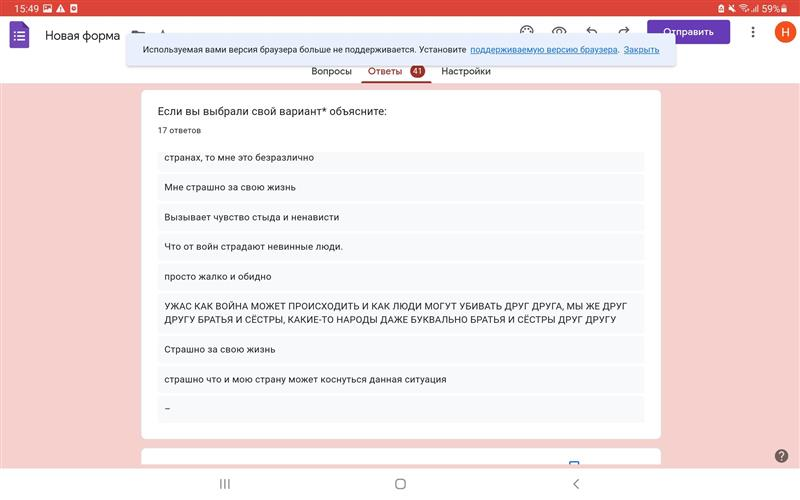 15:49
59%
Новая форма
Отправить
Н
Используемая вами версия браузера больше не поддерживается. Установите поддерживаемую версию браузера. Закрыть
Вопросы Ответы 41 Настройки
Если вы выбрали свой вариант* объясните:
17 ответов
странах, то мне это безразлично
Мне страшно за свою жизнь
Вызывает чувство стыда и ненависти
Что от войн страдают невинные люди.
просто жалко и обидно
УЖАС КАК ВОЙНА МОЖЕТ ПРОИСХОДИТЬ И КАК ЛЮДИ МОГУТ УБИВАТЬ ДРУГ ДРУГА, МЫ ЖЕ ДРУГ
ДРУГУ БРАТЬЯ И СЁСТРЫ, КАКИЕ-ТО НАРОДЫ ДАЖЕ БУКВАЛЬНО БРАТЬЯ И СЁСТРЫ ДРУГ ДРУГУ
Страшно за свою жизнь
страшно что и мою страну может коснуться данная ситуация
–